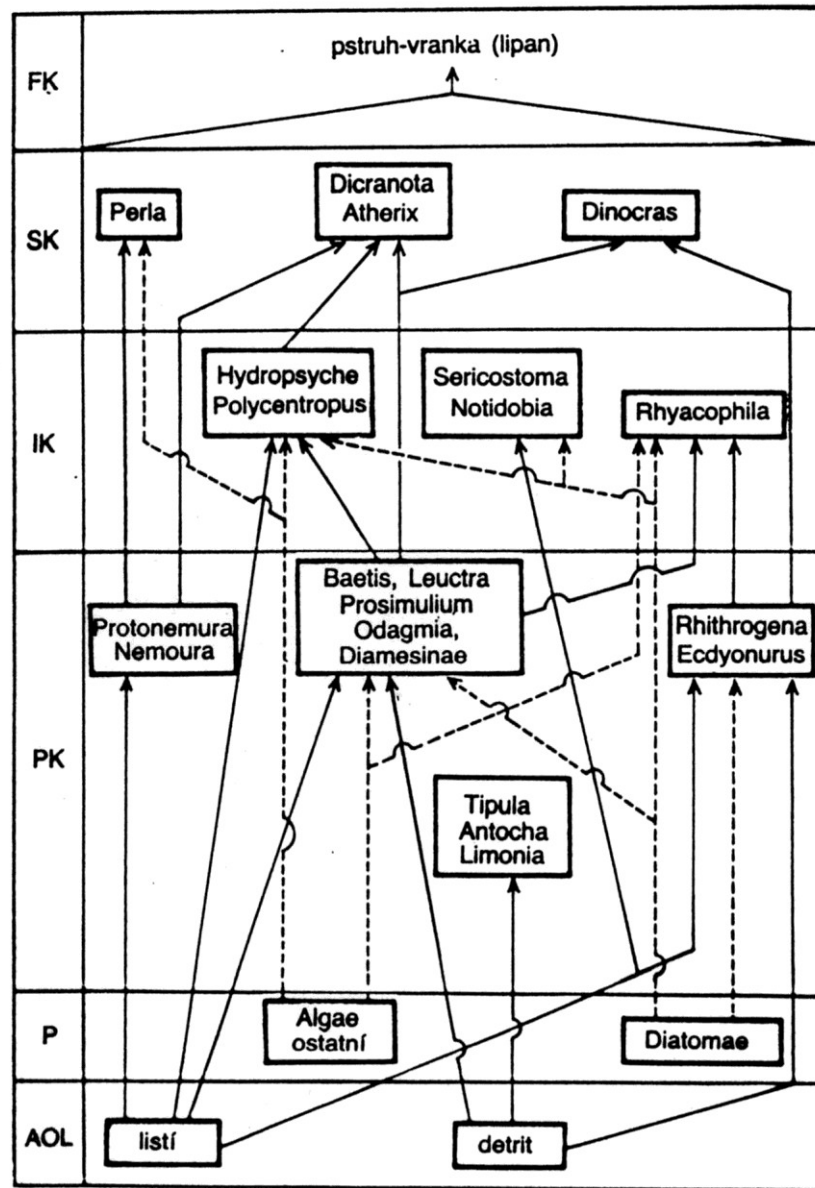 FK
pstruh-vranka (lipan)
SK
Perla
Dicranota
Atherix
Dinocras
IK
Hydropsyche
Polycentropus
Sericostoma
Notidobia
Rhyacophila
PK
Protonemura
Nemoura
Baetis, Leuctra
Prosimulium
Odagmia,
Diamesinae
Rhithrogena
Ecdyonurus
Tipula
Antocha
Limonia
P
Algae
ostatní
Diatomae
AOL
listí
detrit